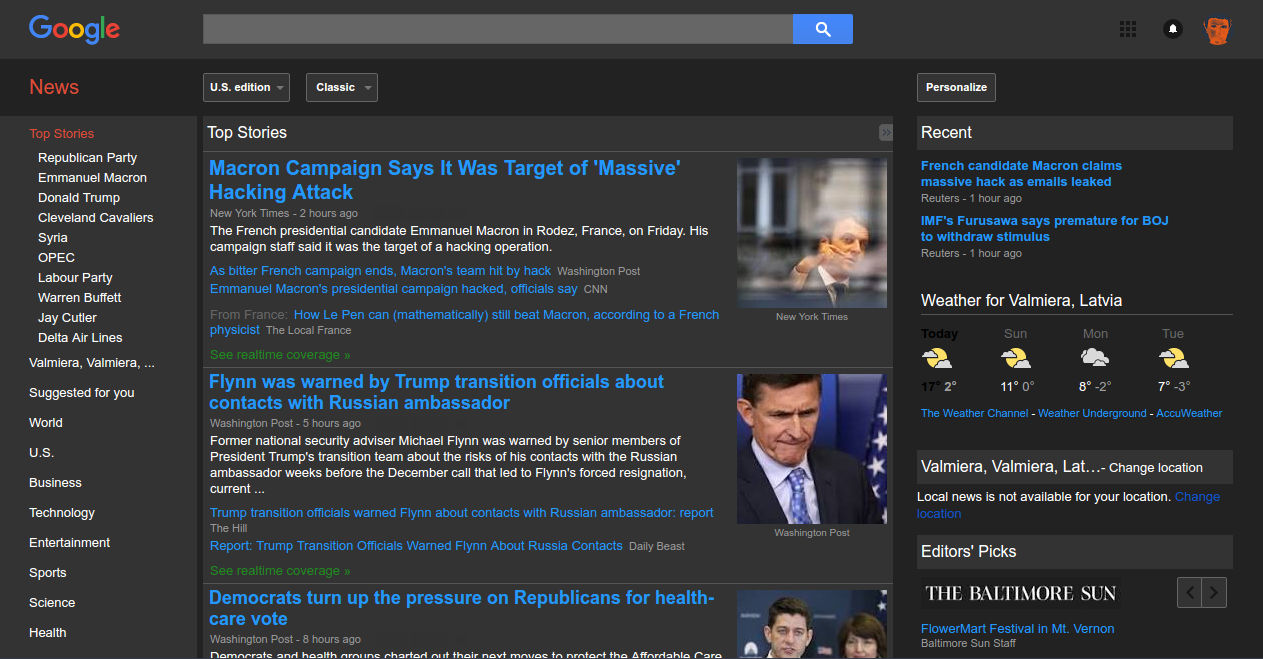 Google
News
U.S. edition
Classic
Personalize
Top Stories
Republican Party
Emmanuel Macron
Donald Trump
Cleveland Cavaliers
Syria
OPEC
Labour Party
Warren Buffett
Jay Cutler
Delta Air Lines
Valmiera, Valmiera, ...
Suggested for you
World
U.S.
Business
Technology
Entertainment
Sports
Science
Health
Top Stories
Macron Campaign Says It Was Target of 'Massive'
Hacking Attack
New York Times - 2 hours ago
The French presidential candidate Emmanuel Macron in Rodez, France, on Friday. His
campaign staff said it was the target of a hacking operation.
As bitter French campaign ends, Macron's team hit by hack Washington Post
Emmanuel Macron's presidential campaign hacked, officials say CNN
From France: How Le Pen can (mathematically) still beat Macron, according to a French
physicist The Local France
See realtime coverage »
New York Times
Flynn was warned by Trump transition officials about
contacts with Russian ambassador
Washington Post - 5 hours ago
Former national security adviser Michael Flynn was warned by senior members of
President Trump's transition team about the risks of his contacts with the Russian
ambassador weeks before the December call that led to Flynn's forced resignation,
current ...
Trump transition officials warned Flynn about contacts with Russian ambassador: report
The Hill
Report: Trump Transition Officials Warned Flynn About Russia Contacts Daily Beast
See realtime coverage »
Washington Post
Democrats turn up the pressure on Republicans for health-
care vote
Washington Post - 8 hours ago
Democrats and health groups charted out their next moves to protect the Affordable Care
Recent
French candidate Macron claims
massive hack as emails leaked
Reuters - 1 hour ago
IMF's Furusawa says premature for BOJ
to withdraw stimulus
Reuters - 1 hour ago
Weather for Valmiera, Latvia
Today Sun Mon Tue
17° 2° 11° 0° 8° -2° 7° -3°
The Weather Channel - Weather Underground - AccuWeather
Valmiera, Valmiera, Lat…- Change location
Local news is not available for your location. Change
location
Editors' Picks
THE BALTIMORE SUN
FlowerMart Festival in Mt. Vernon
Baltimore Sun Staff